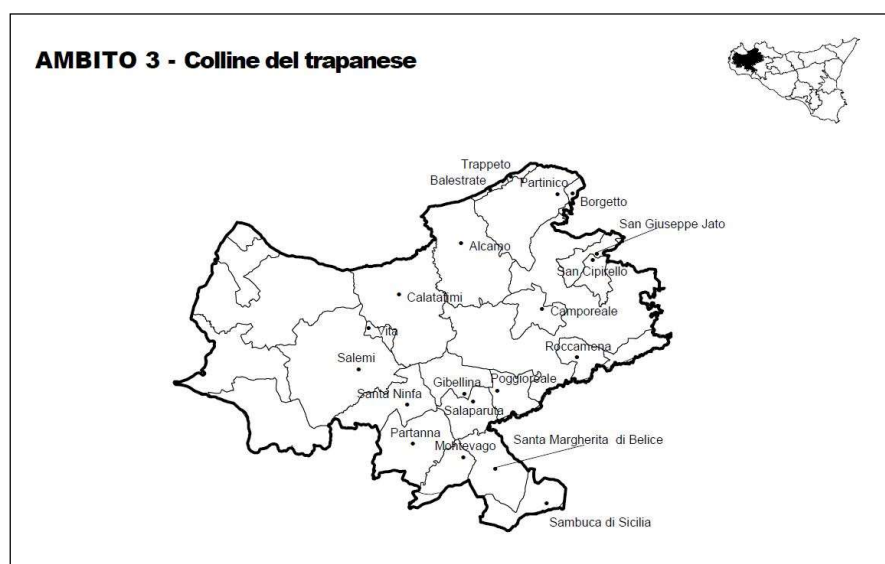 AMBITO 3 - Colline del trapanese
Trappeto
Balestrate
Partinico
Borgetto
San Giuseppe Jato
Alcamo
San Cipirello
Calatafimi
Camporeale
Vita
Roccamena
Salemi
Gibellina
Poggioreale
Santa Ninfa
Salaparuta
Partanna
Montevago
Santa Margherita di Belice
Sambuca di Sicilia